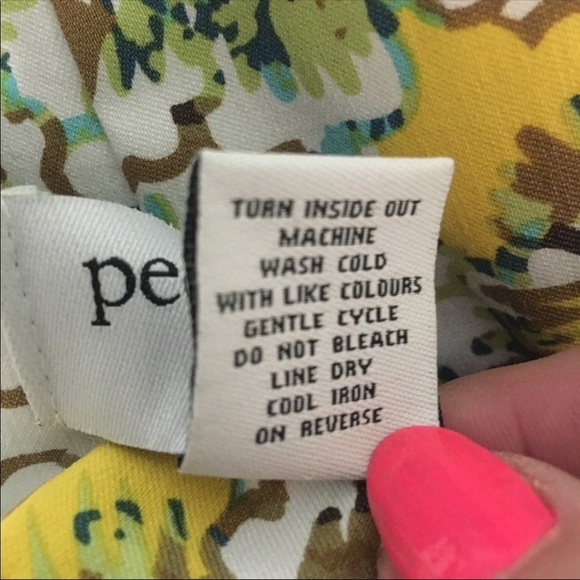 pe
TURN INSIDE OUT
MACHINE
WASH COLD
WITH LIKE COLOURS
GENTLE CYCLE
DO NOT BLEACH
LINE DRY
COOL IRON
ON REVERSE